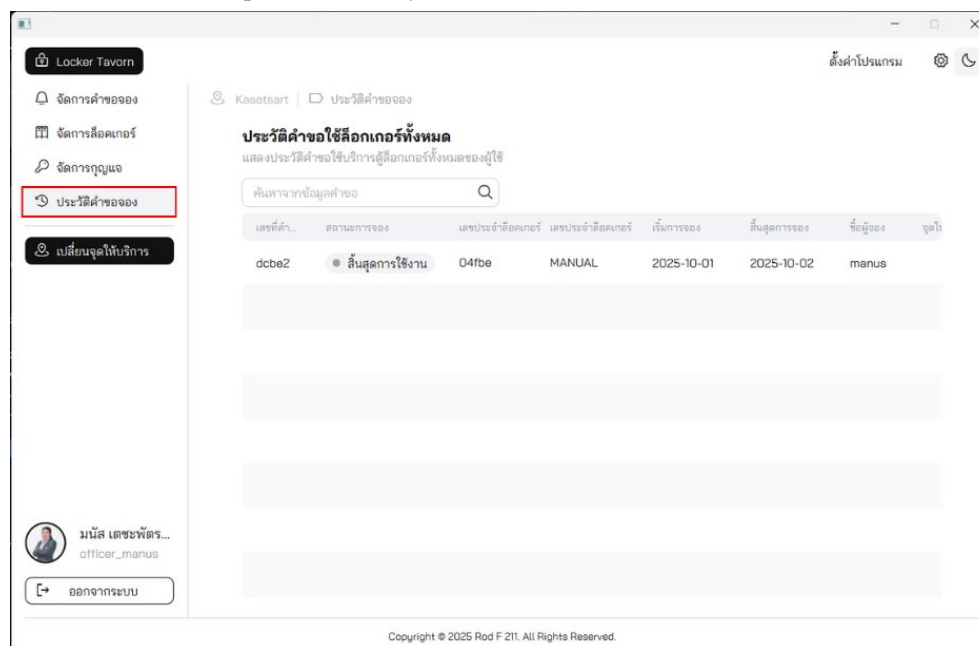 Locker Tavorn
ตั้งค่าโปรแกรม
จัดการคำขอจอง
จัดการล็อคเกอร์
จัดการกุญแจ
ประวัติคำขอจอง
เปลี่ยนจุดให้บริการ
Kasetsart
ประวัติคำขอจอง
ประวัติคำขอใช้ล็อกเกอร์ทั้งหมด
แสดงประวัติคำขอใช้บริการตู้ล็อกเกอร์ทั้งหมดของผู้ใช้
ค้นหาจากข้อมูลคำขอ
เลขที่คำ... สถานะการจอง เลขประจำล็อคเกอร์ เลขประจำล็อคเกอร์ เริ่มการจอง สิ้นสุดการจอง ชื่อผู้จอง
dcbe2 สิ้นสุดการใช้งาน 04fbe MANUAL 2025-10-01 2025-10-02 manus
มนัส เตชะพัตร...
officer_manus
ออกจากระบบ
Copyright © 2025 Rod F 211. All Rights Reserved.